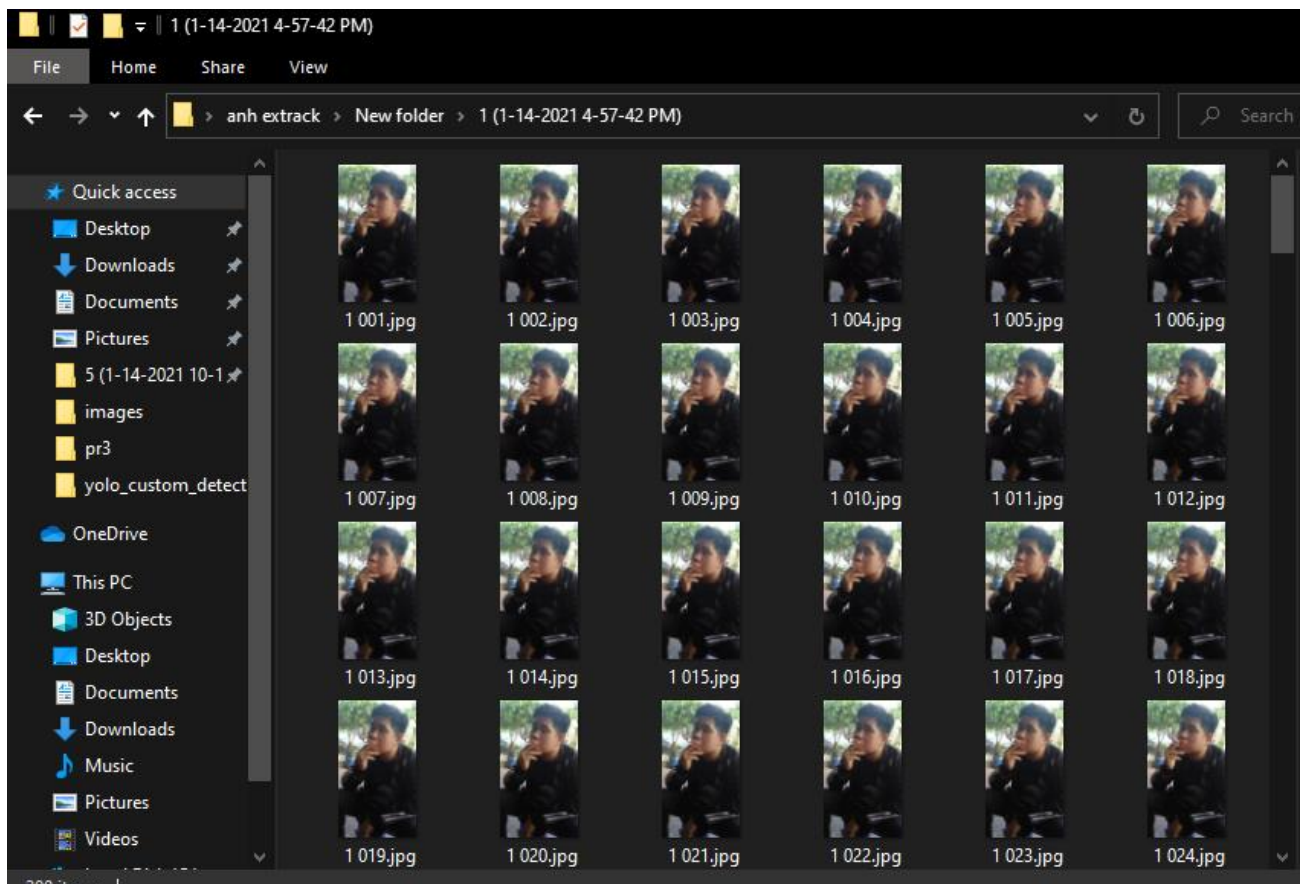 1 (1-14-2021 4-57-42 PM)
File Home Share View
anh extrack > New folder > 1 (1-14-2021 4-57-42 PM)
Search
Quick access
Desktop
Downloads
Documents
Pictures
5 (1-14-2021 10-1
images
pr3
yolo_custom_detect
OneDrive
This PC
3D Objects
Desktop
Documents
Downloads
Music
Pictures
Videos
1 001.jpg 1 002.jpg 1 003.jpg 1 004.jpg 1 005.jpg 1 006.jpg
1 007.jpg 1 008.jpg 1 009.jpg 1 010.jpg 1 011.jpg 1 012.jpg
1 013.jpg 1 014.jpg 1 015.jpg 1 016.jpg 1 017.jpg 1 018.jpg
1 019.jpg 1 020.jpg 1 021.jpg 1 022.jpg 1 023.jpg 1 024.jpg